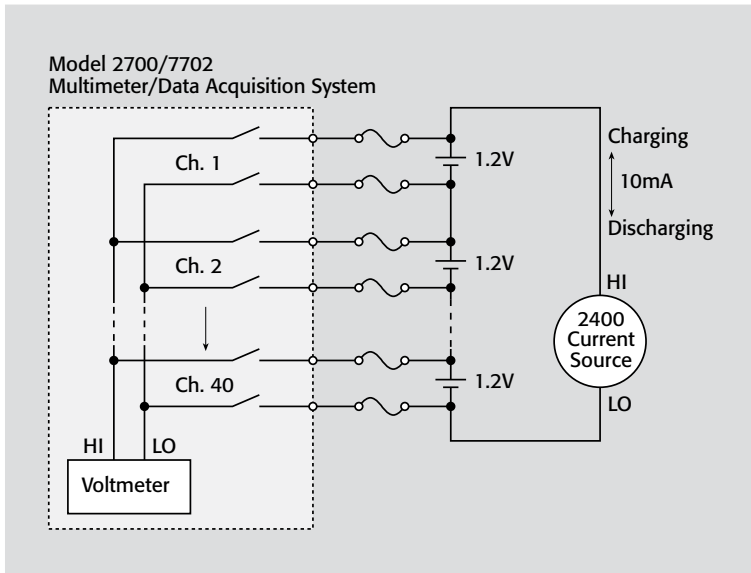 Model 2700/7702
Multimeter/Data Acquisition System
Charging
Ch. 1
1.2V
10mA
Discharging
Ch. 2
1.2V
HI
2400
Current
Source
Ch. 40
1.2V
LO
HI
LO
Voltmeter